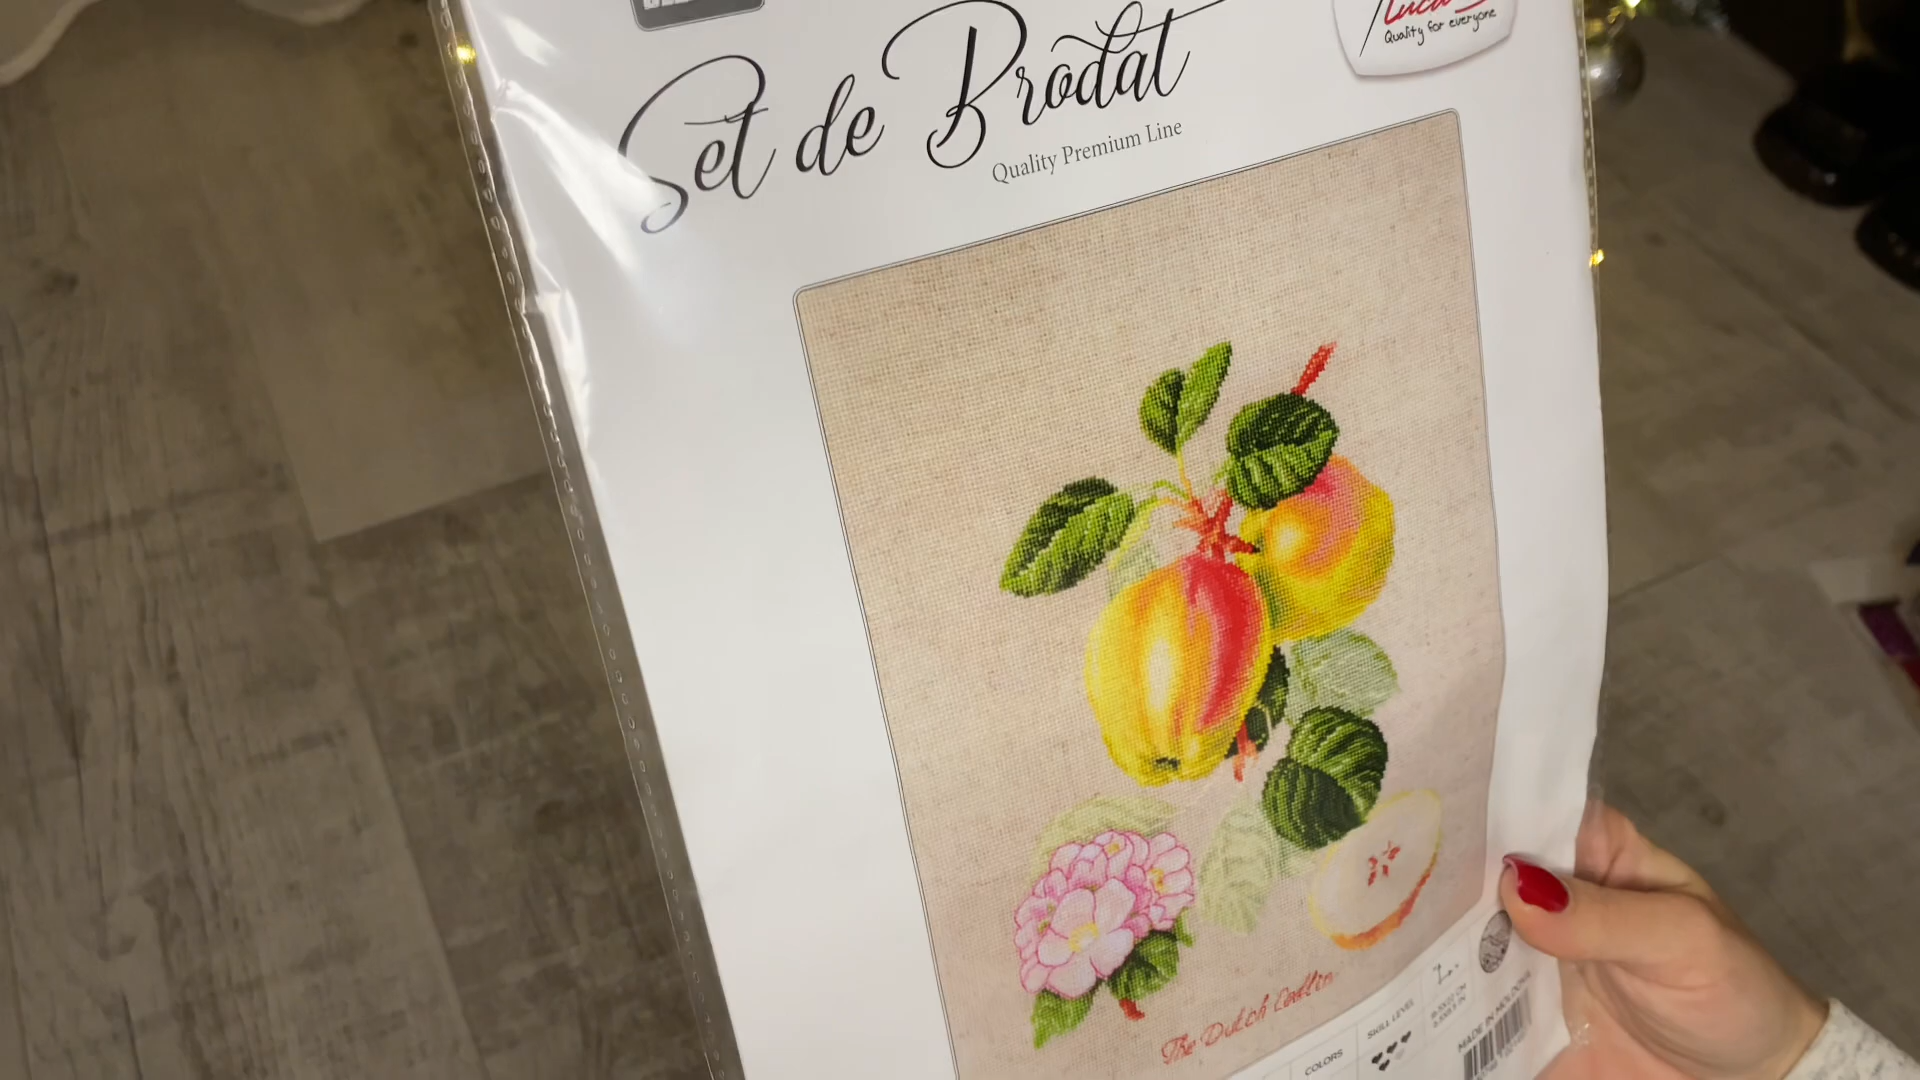 Quality for everyone
Set de Brodat
Quality Premium Line
The Dutch Codlin
COLORS
SKILL LEVEL
MADE IN MOLDOVA